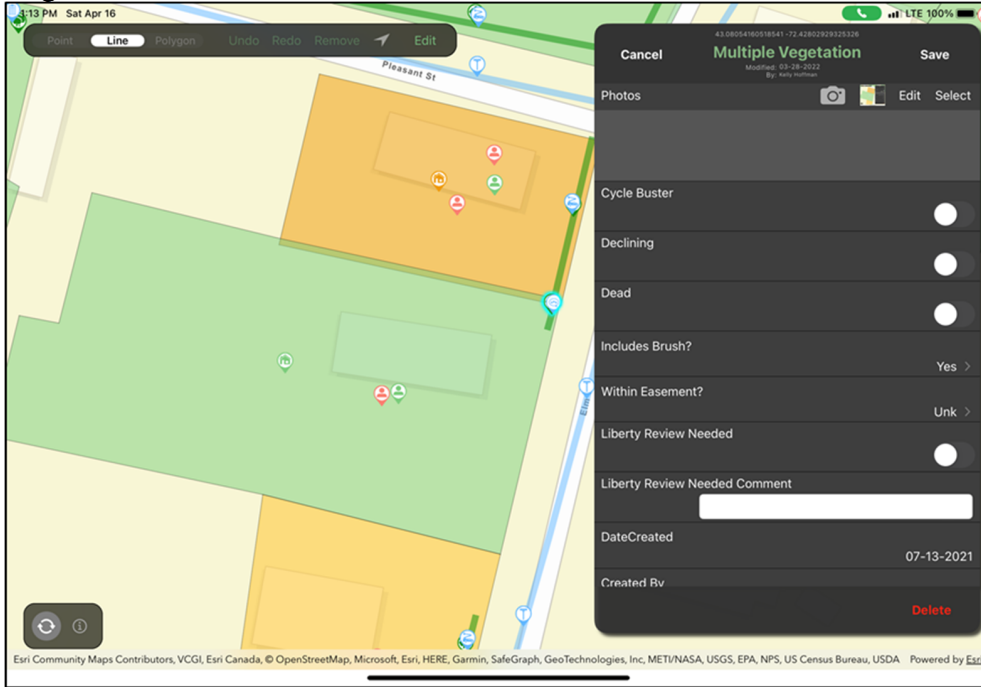 1:13 PM Sat Apr 16
LTE 100%
Point Line Polygon Undo Redo Remove Edit
43.08054160518541 -72.42802929325326
Cancel Multiple Vegetation Save
Modified: 03-28-2022
By: Kelly Hoffman
Photos Edit Select
Pleasant St
Cycle Buster
Declining
Dead
Includes Brush?
Yes >
Within Easement?
Unk >
Elm
Liberty Review Needed
Liberty Review Needed Comment
DateCreated
07-13-2021
Created By
Delete
Esri Community Maps Contributors, VCGI, Esri Canada, © OpenStreetMap, Microsoft, Esri, HERE, Garmin, SafeGraph, GeoTechnologies, Inc, METI/NASA, USGS, EPA, NPS, US Census Bureau, USDA Powered by Esri